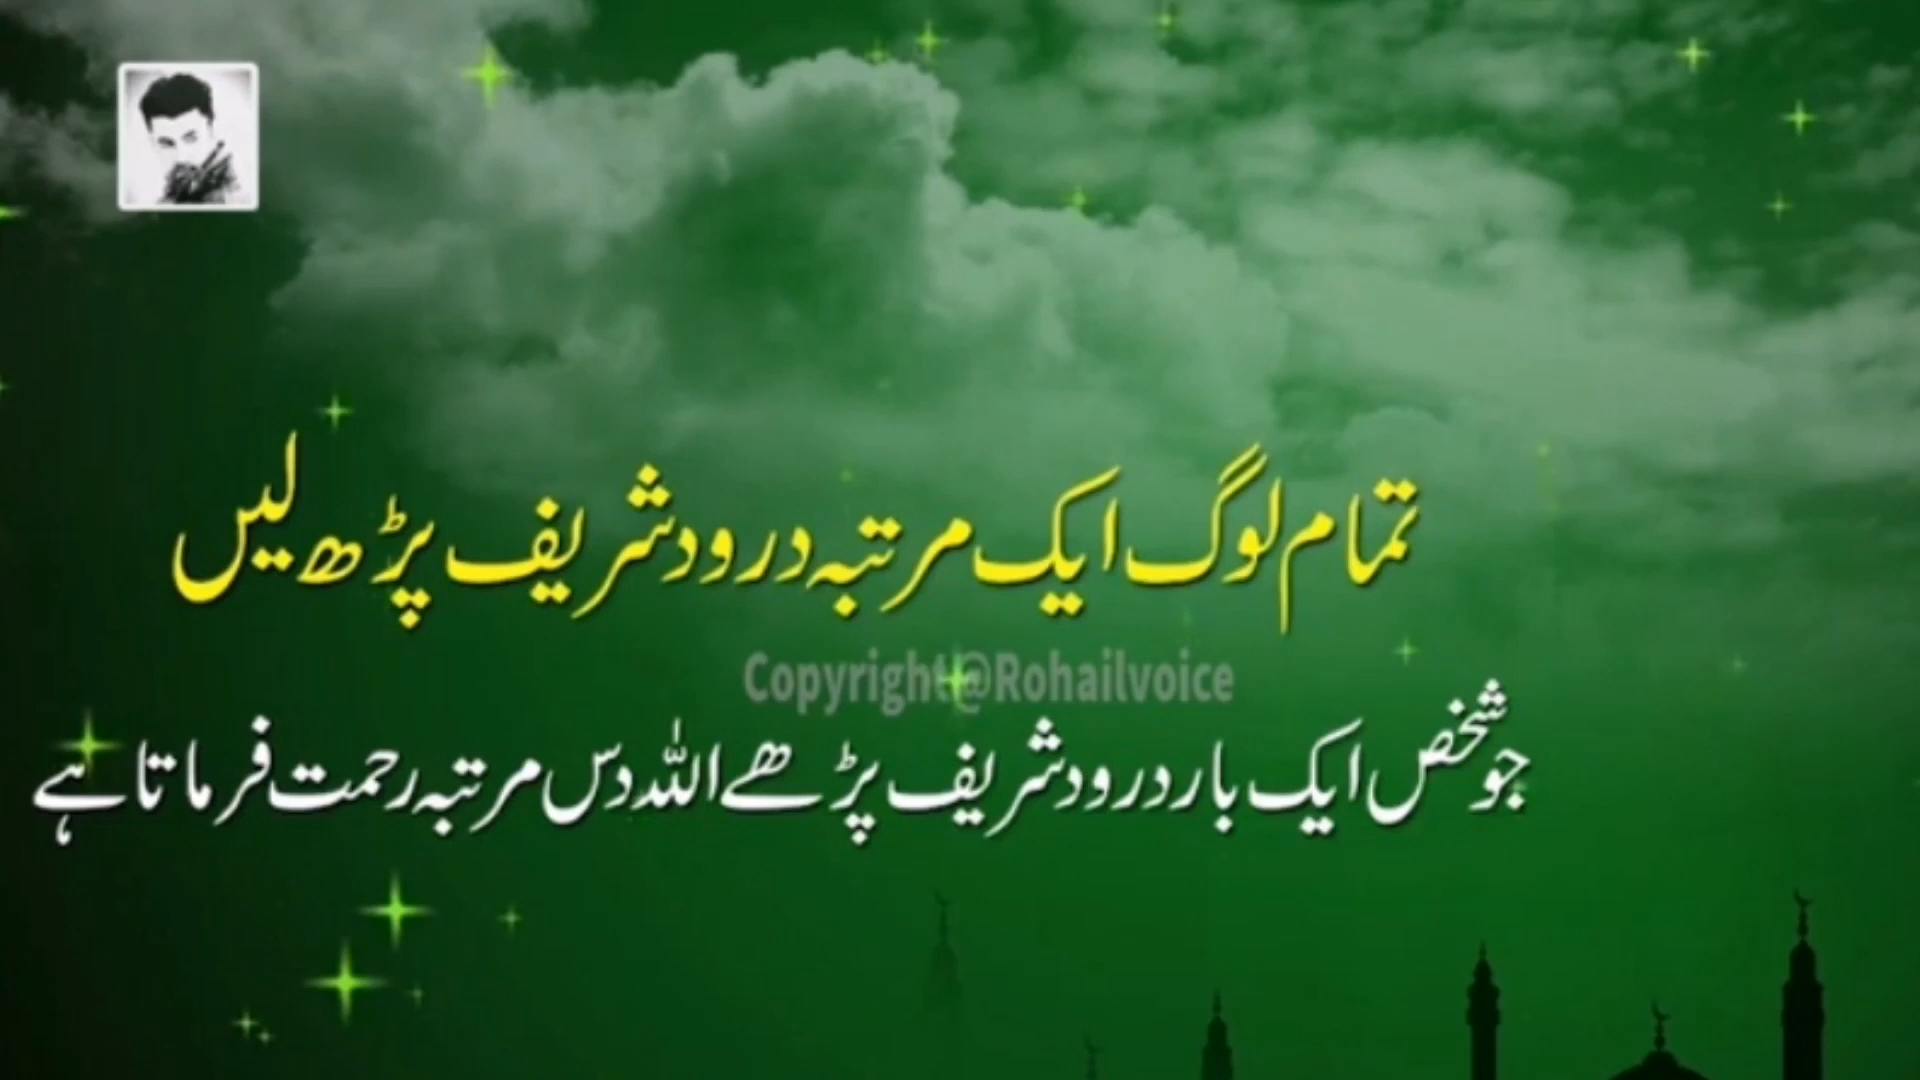 تمام لوگ ایک مرتبہ درود شریف پڑھ لیں
Copyright@Rohailvoice
جو شخص ایک بار درود شریف پڑھے اللہ دس مرتبہ رحمت فرماتا ہے